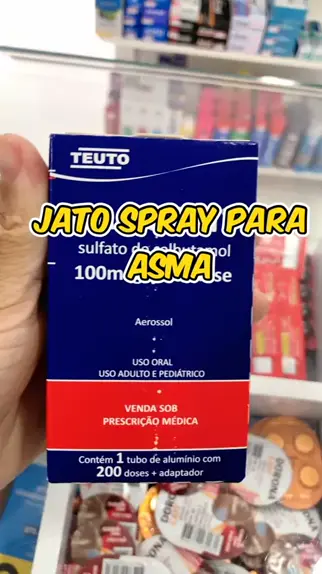 TEUTO
JATO SPRAY PARA
sulfato de salbutamol
ASMA
Aerossol
USO ORAL
USO ADULTO E PEDIÁTRICO
VENDA SOB
PRESCRIÇÃO MÉDICA
Contém 1 tubo de alumínio com
200 doses + adaptador